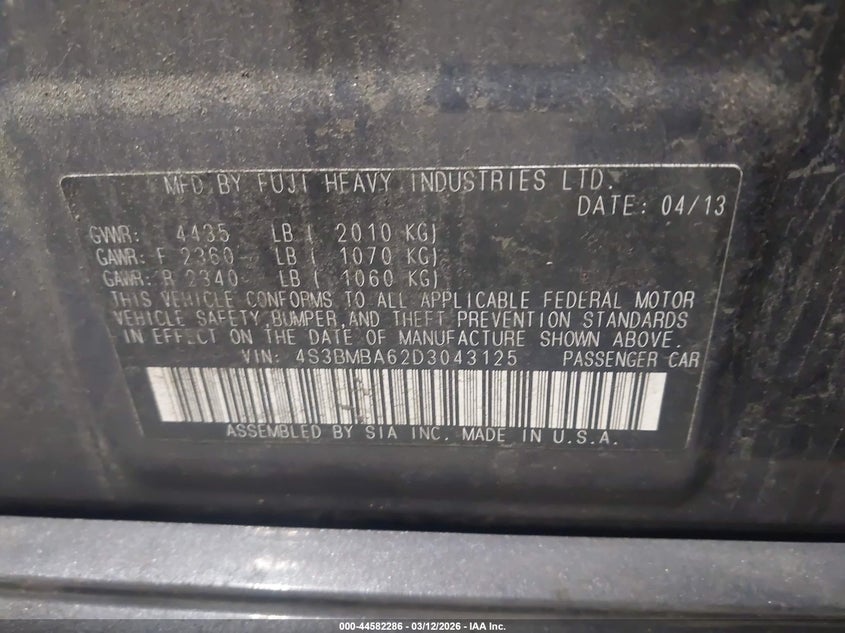 MFD BY FUJI HEAVY INDUSTRIES LTD.
DATE: 04/13
GVWR: 4435 LB ( 2010 KG)
GAWR: F 2360 LB ( 1070 KG)
GAWR: R 2340 LB ( 1060 KG)
THIS VEHICLE CONFORMS TO ALL APPLICABLE FEDERAL MOTOR
VEHICLE SAFETY,BUMPER,AND THEFT PREVENTION STANDARDS
IN EFFECT ON THE DATE OF MANUFACTURE SHOWN ABOVE.
VIN: 4S3BMBA62D3043125 PASSENGER CAR
ASSEMBLED BY SIA INC. MADE IN U.S.A.
000-44582286 - 03/12/2026 - IAA Inc.